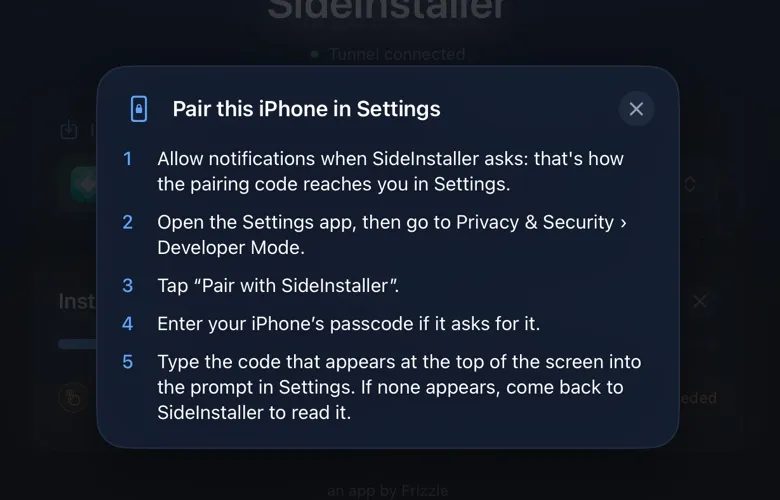 SideInstaller
Tunnel connected
Pair this iPhone in Settings
1 Allow notifications when SideInstaller asks: that's how
the pairing code reaches you in Settings.
2 Open the Settings app, then go to Privacy & Security ›
Developer Mode.
3 Tap “Pair with SideInstaller”.
4 Enter your iPhone’s passcode if it asks for it.
5 Type the code that appears at the top of the screen into
the prompt in Settings. If none appears, come back to
SideInstaller to read it.
Inst
eded
an app by Frizzle